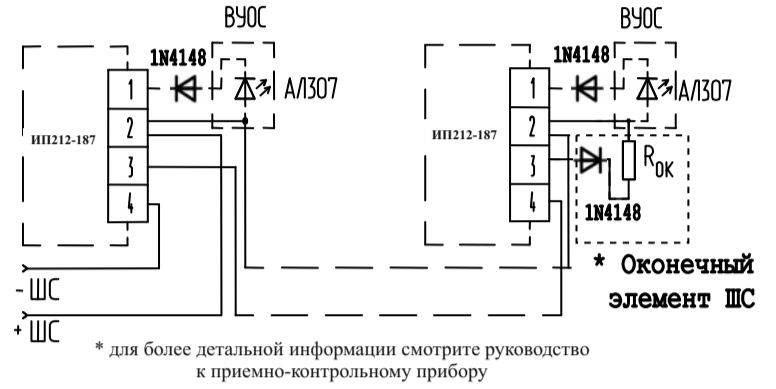 ВУОС
ВУОС
1N4148
1N4148
АЛ307
АЛ307
1
2
3
4
1
2
3
4
ИП212-187
ИП212-187
RОК
1N4148
* Оконечный
элемент ШС
- ШС
+ ШС
* для более детальной информации смотрите руководство
к приемно-контрольному прибору